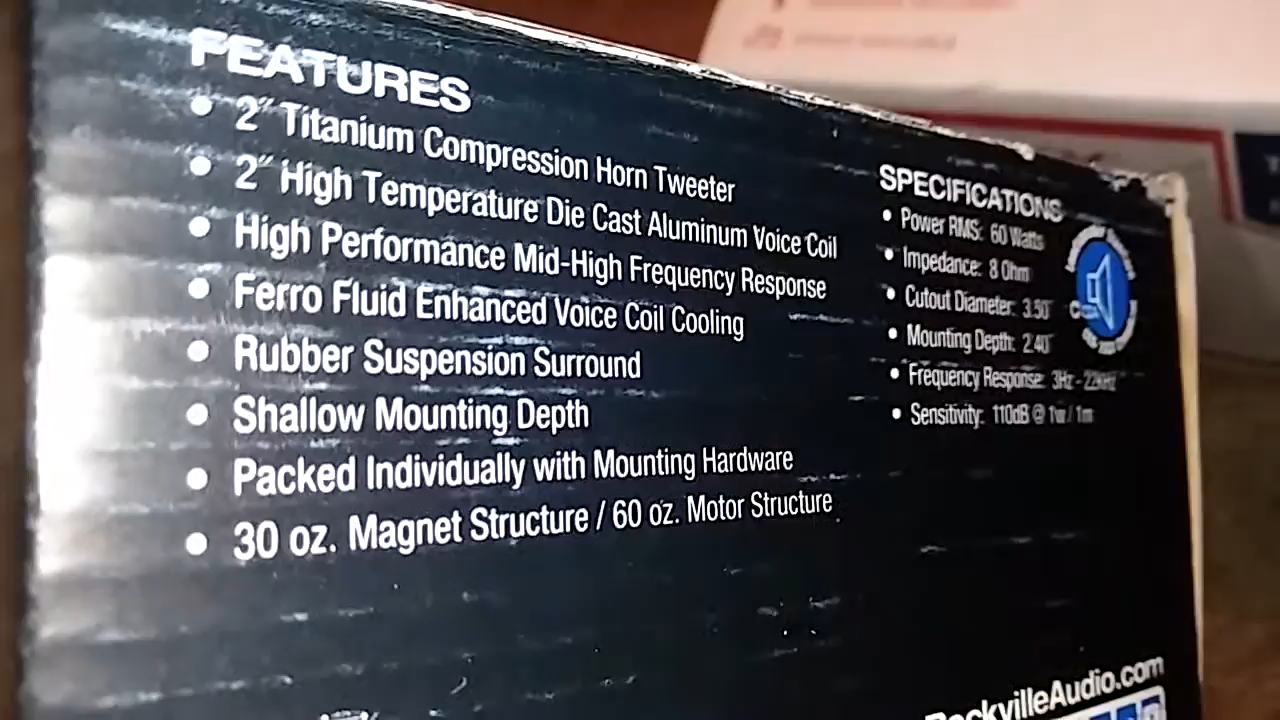 FEATURES
• 2" Titanium Compression Horn Tweeter
• 2" High Temperature Die Cast Aluminum Voice Coil
• High Performance Mid-High Frequency Response
• Ferro Fluid Enhanced Voice Coil Cooling
• Rubber Suspension Surround
• Shallow Mounting Depth
• Packed Individually with Mounting Hardware
• 30 oz. Magnet Structure / 60 oz. Motor Structure
SPECIFICATIONS
• Power RMS: 60 Watts
• Impedance: 8 Ohm
• Cutout Diameter: 3.50"
• Mounting Depth: 2.40"
• Frequency Response: 3Hz - 22kHz
• Sensitivity: 110dB @ 1w / 1m
RockvilleAudio.com